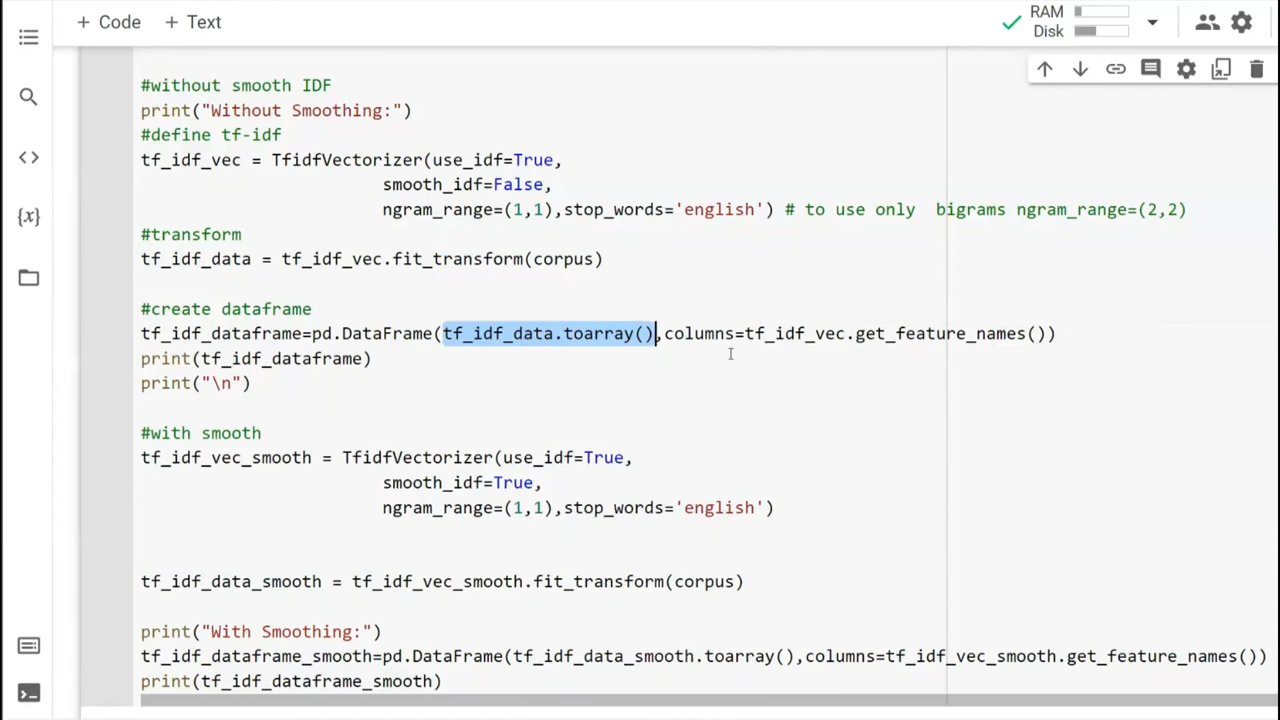 + Code + Text
RAM
Disk
{x}
#without smooth IDF
print("Without Smoothing:")
#define tf-idf
tf_idf_vec = TfidfVectorizer(use_idf=True,
smooth_idf=False,
ngram_range=(1,1),stop_words='english') # to use only  bigrams ngram_range=(2,2)
#transform
tf_idf_data = tf_idf_vec.fit_transform(corpus)
#create dataframe
tf_idf_dataframe=pd.DataFrame(tf_idf_data.toarray(),columns=tf_idf_vec.get_feature_names())
print(tf_idf_dataframe)
print("\n")
#with smooth
tf_idf_vec_smooth = TfidfVectorizer(use_idf=True,
smooth_idf=True,
ngram_range=(1,1),stop_words='english')
tf_idf_data_smooth = tf_idf_vec_smooth.fit_transform(corpus)
print("With Smoothing:")
tf_idf_dataframe_smooth=pd.DataFrame(tf_idf_data_smooth.toarray(),columns=tf_idf_vec_smooth.get_feature_names())
print(tf_idf_dataframe_smooth)